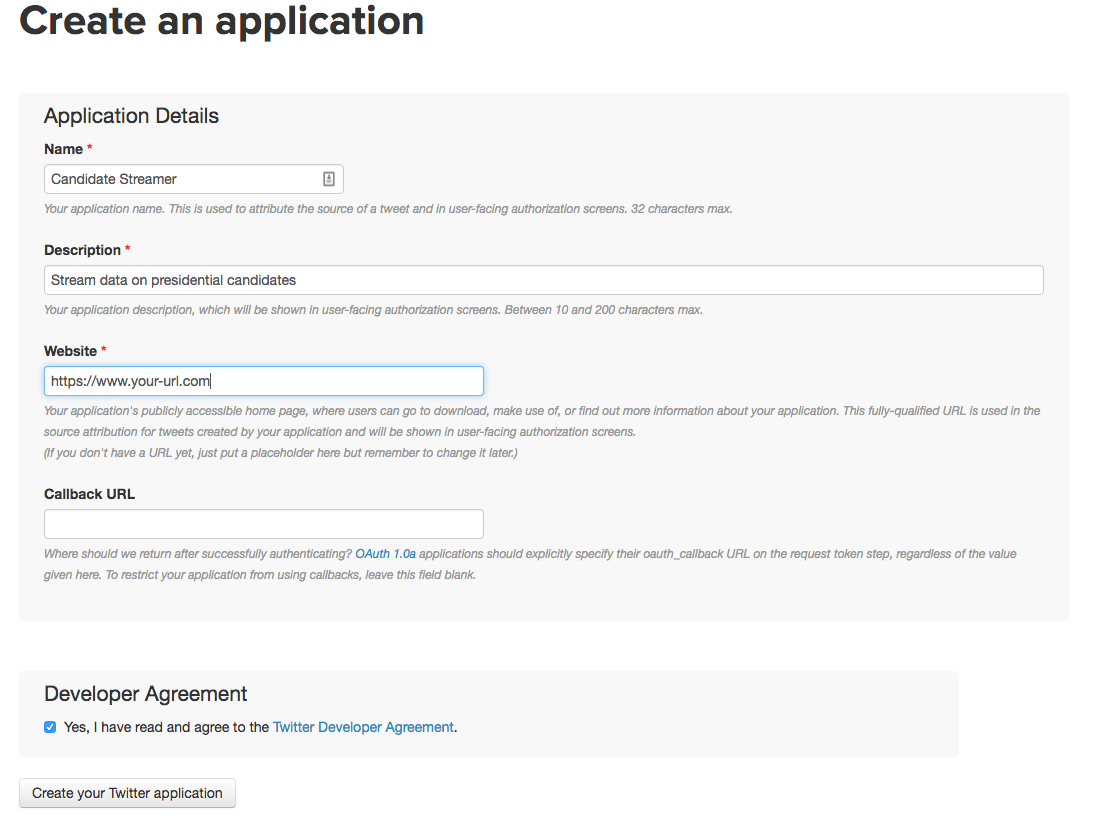 Create an application
Application Details
Name *
Candidate Streamer
Your application name. This is used to attribute the source of a tweet and in user-facing authorization screens. 32 characters max.
Description *
Stream data on presidential candidates
Your application description, which will be shown in user-facing authorization screens. Between 10 and 200 characters max.
Website *
https://www.your-url.com
Your application's publicly accessible home page, where users can go to download, make use of, or find out more information about your application. This fully-qualified URL is used in the
source attribution for tweets created by your application and will be shown in user-facing authorization screens.
(If you don't have a URL yet, just put a placeholder here but remember to change it later.)
Callback URL
Where should we return after successfully authenticating? OAuth 1.0a applications should explicitly specify their oauth_callback URL on the request token step, regardless of the value
given here. To restrict your application from using callbacks, leave this field blank.
Developer Agreement
Yes, I have read and agree to the Twitter Developer Agreement.
Create your Twitter application